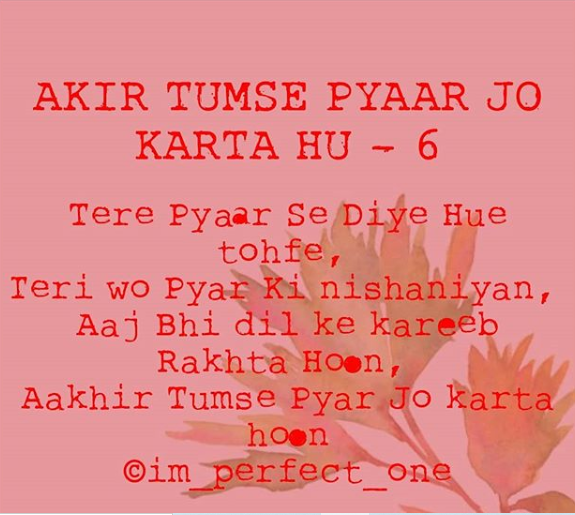 AKIR TUMSE PYAAR JO
KARTA HU - 6
Tere Pyaar Se Diye Hue
tohfe,
Teri wo Pyar Ki nishaniyan,
Aaj Bhi dil ke kareeb
Rakhta Hoon,
Aakhir Tumse Pyar Jo karta
hoon
©im_perfect_one